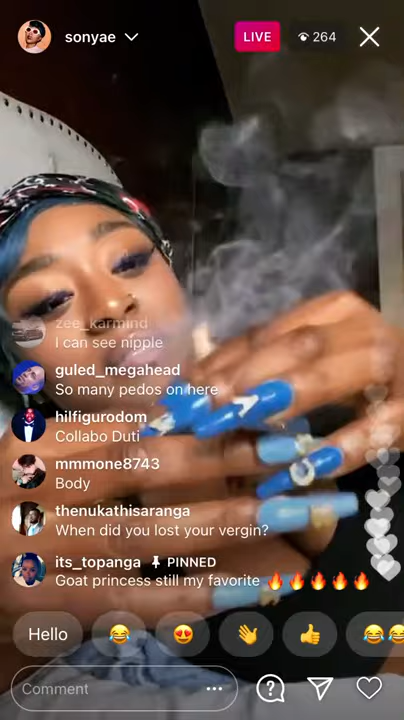 sonyae
LIVE
264
zee_karmind
I can see nipple
guled_megahead
So many pedos on here
hilfigurodom
Collabo Duti
mmmone8743
Body
thenukathisaranga
When did you lost your vergin?
its_topanga 📌 PINNED
Goat princess still my favorite 🔥🔥🔥🔥🔥
Hello 😂 😍 👋 👍 😂😂
Comment